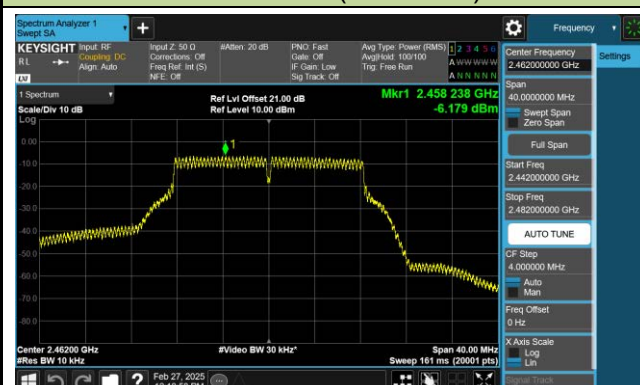 Spectrum Analyzer 1
Swept SA
Frequency
KEYSIGHT
Input: RF
Coupling: DC
Align: Auto
Input Z: 50 Ω
Corrections: Off
Freq Ref: Int (S)
NFE: Off
#Atten: 20 dB
PNO: Fast
Gate: Off
IF Gain: Low
Sig Track: Off
Avg Type: Power (RMS)
Avg|Hold: 100/100
Trig: Free Run
1 2 3 4 5 6
A W W W W W
A N N N N N
RL
LXI
1 Spectrum
Scale/Div 10 dB
Log
Ref Lvl Offset 21.00 dB
Ref Level 10.00 dBm
Mkr1 2.458 238 GHz
-6.179 dBm
1
0.00
-10.0
-20.0
-30.0
-40.0
-50.0
-60.0
-70.0
-80.0
Center 2.46200 GHz
#Res BW 10 kHz
#Video BW 30 kHz*
Span 40.00 MHz
Sweep 161 ms (20001 pts)
Feb 27, 2025
Center Frequency
2.462000000 GHz
Settings
Span
40.0000000 MHz
Swept Span
Zero Span
Full Span
Start Freq
2.442000000 GHz
Stop Freq
2.482000000 GHz
AUTO TUNE
CF Step
4.000000 MHz
Auto
Man
Freq Offset
0 Hz
X Axis Scale
Log
Lin
Signal Track